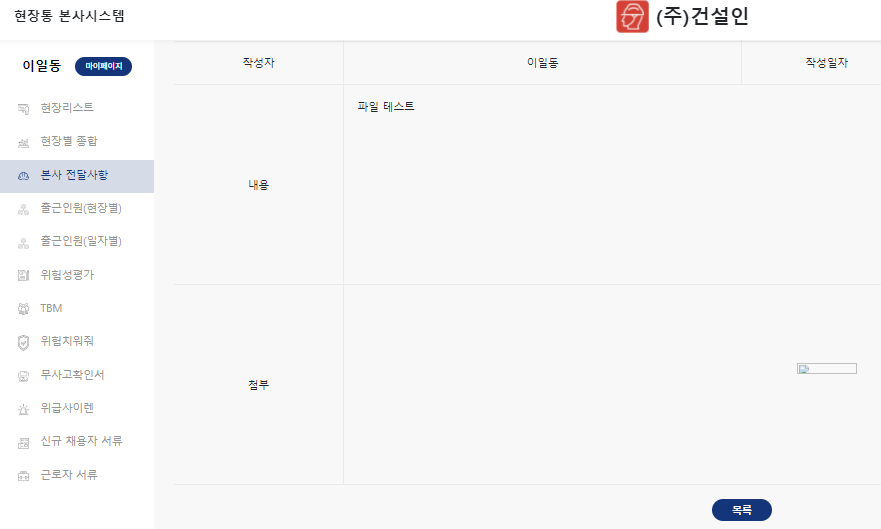 현장통 본사시스템
(주)건설인
이일동 마이페이지
현장리스트
현장별 종합
본사 전달사항
출근인원(현장별)
출근인원(일자별)
위험성평가
TBM
위험치워줘
무사고확인서
위급사이렌
신규 채용자 서류
근로자 서류
작성자 이일동 작성일자
내용 파일 테스트
첨부
목록